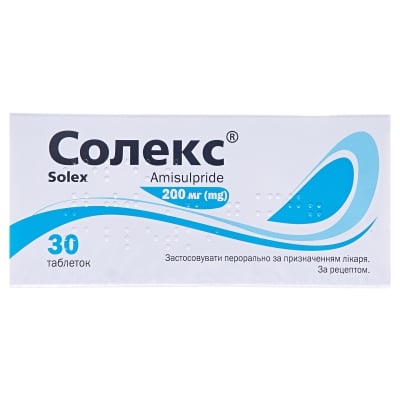 Солекс®
Solex Amisulpride
200 мг (mg)
30
таблеток
Застосовувати перорально за призначенням лікаря.
За рецептом.